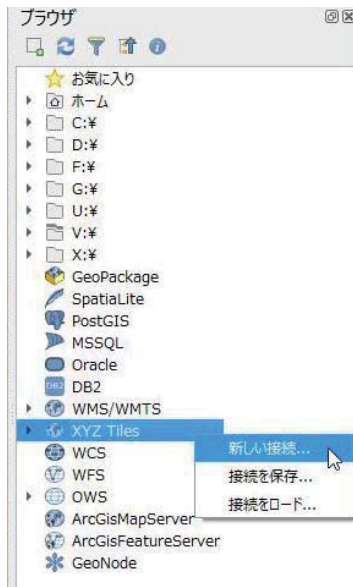 ブラウザ
お気に入り
ホーム
C:¥
D:¥
F:¥
G:¥
U:¥
V:¥
X:¥
GeoPackage
SpatiaLite
PostGIS
MSSQL
Oracle
DB2 DB2
WMS/WMTS
XYZ Tiles
新しい接続...
WCS
接続を保存...
WFS
接続をロード...
OWS
ArcGisMapServer
ArcGisFeatureServer
GeoNode